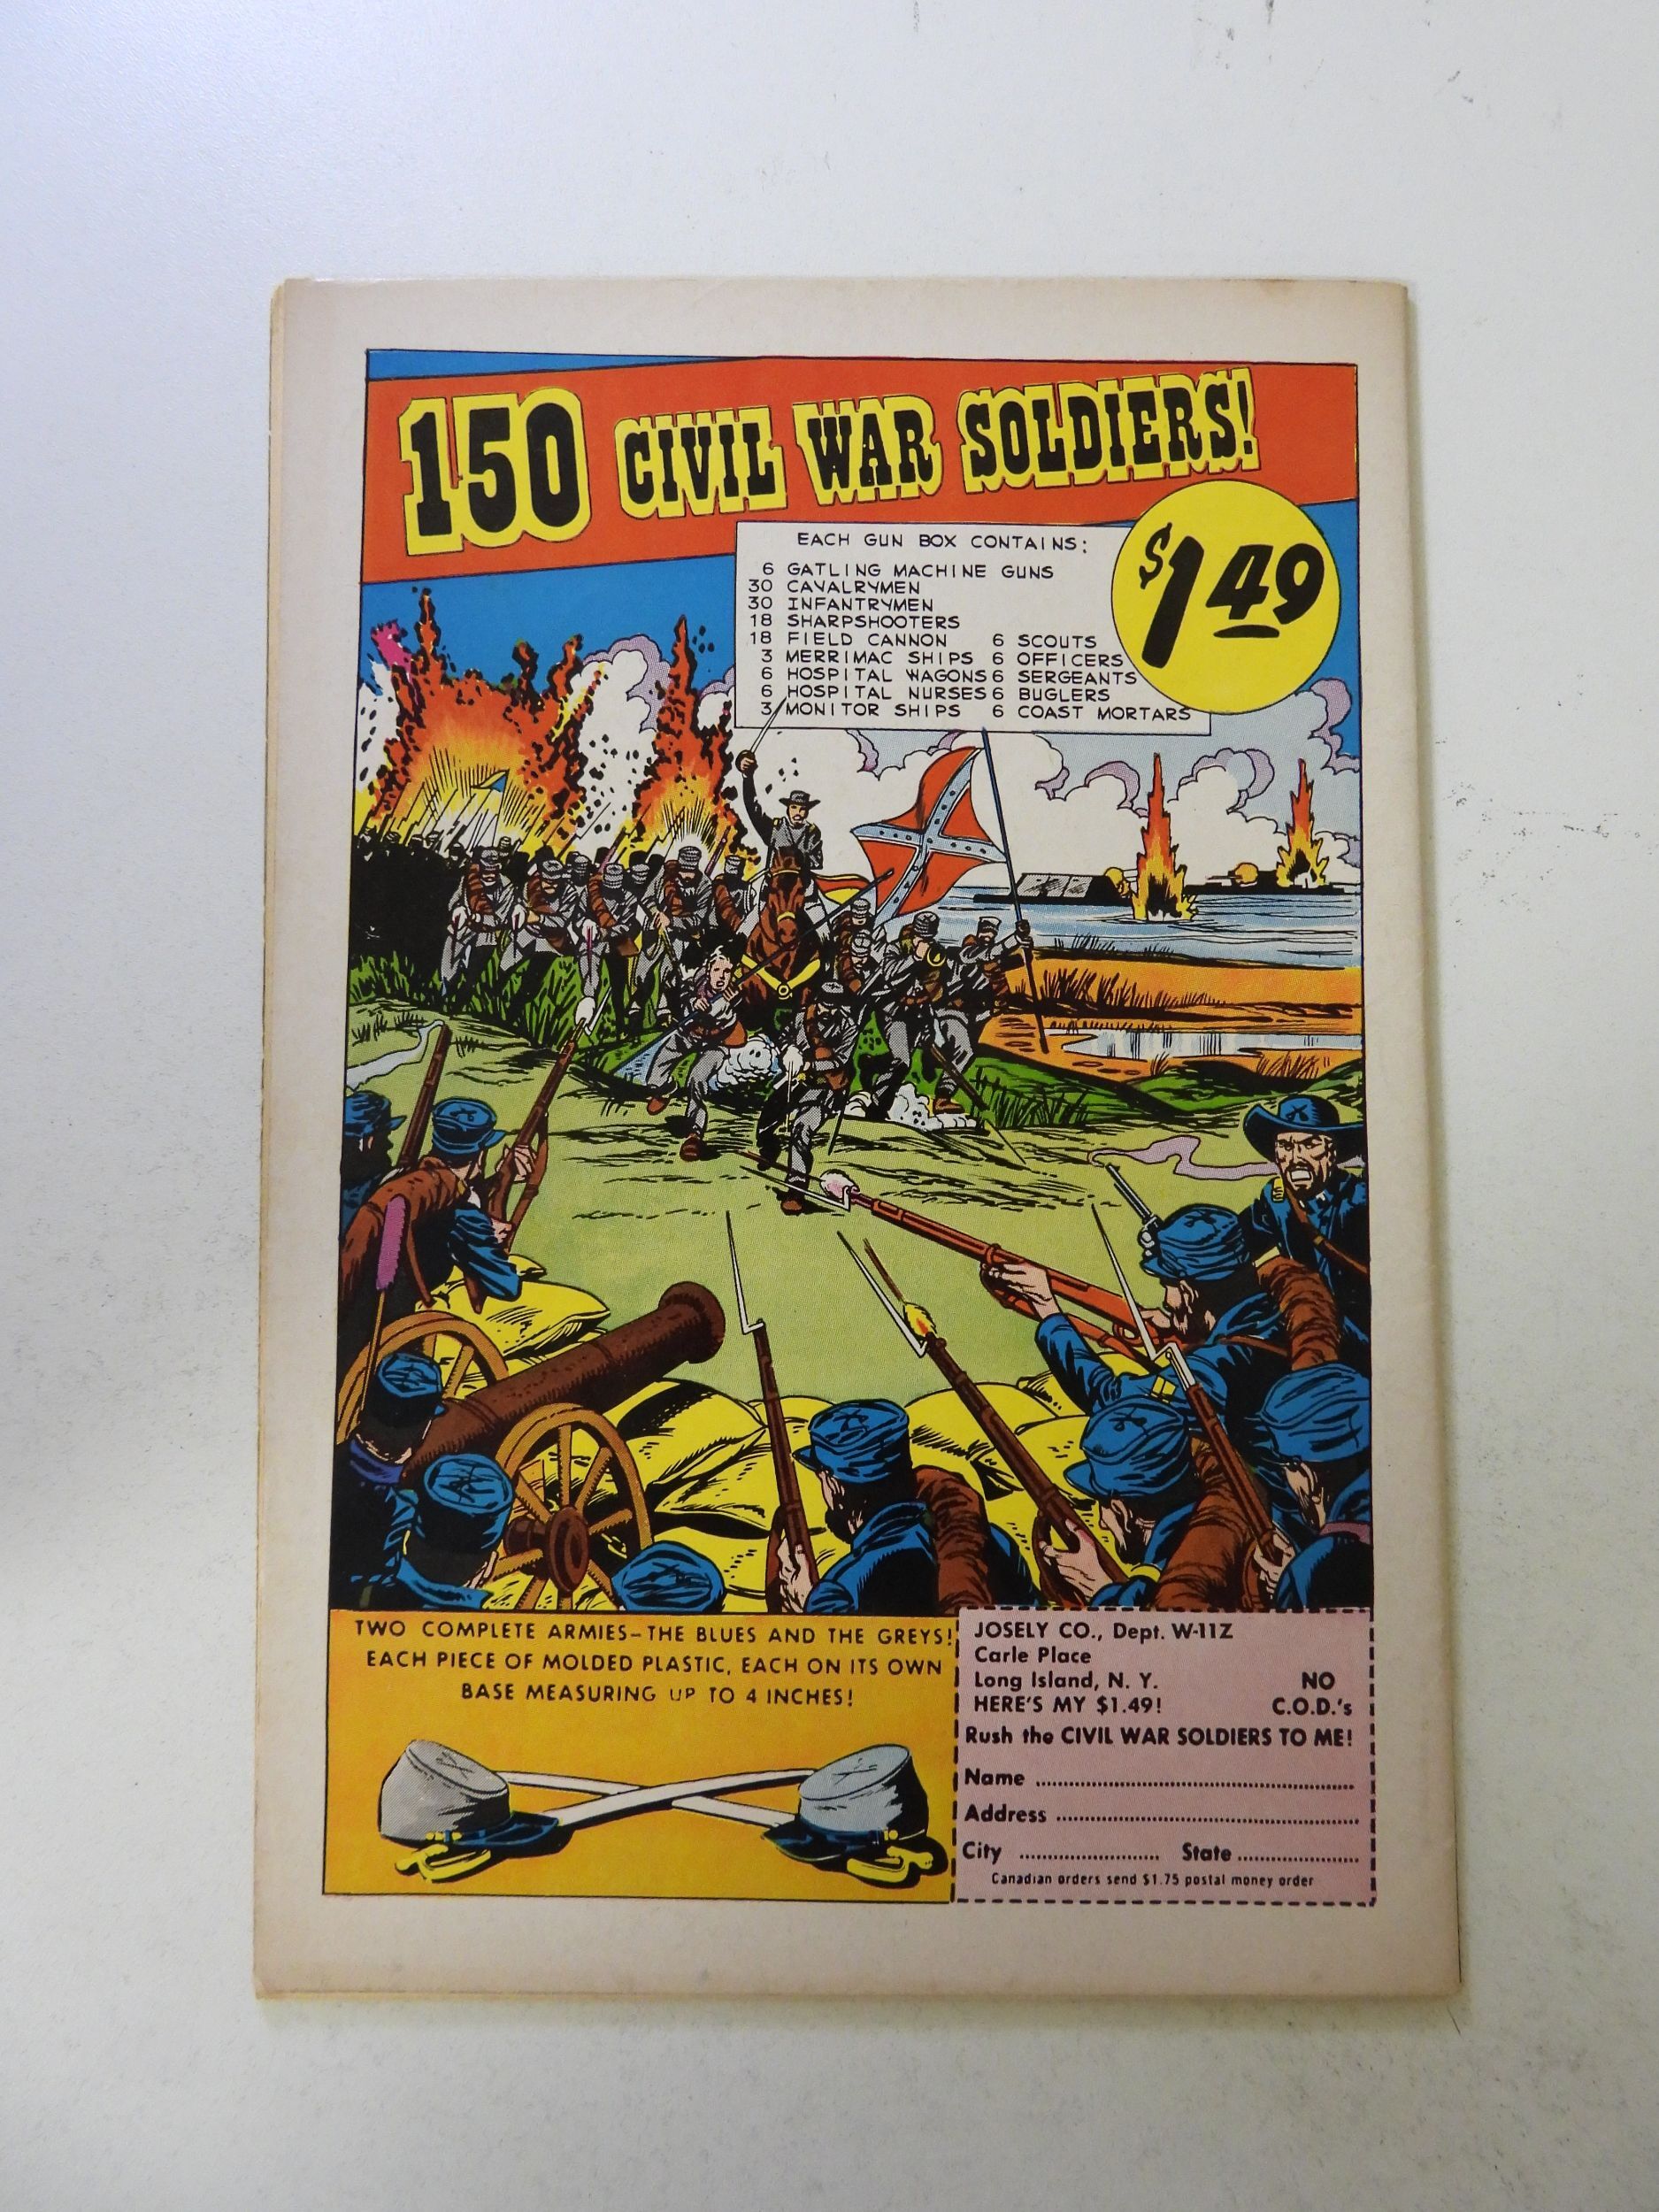 150 CIVIL WAR SOLDIERS!
$1.49
EACH GUN BOX CONTAINS:
6 GATLING MACHINE GUNS
30 CAVALRYMEN
30 INFANTRYMEN
18 SHARPSHOOTERS
18 FIELD CANNON 6 SCOUTS
3 MERRIMAC SHIPS 6 OFFICERS
6 HOSPITAL WAGONS 6 SERGEANTS
6 HOSPITAL NURSES 6 BUGLERS
3 MONITOR SHIPS 6 COAST MORTARS
TWO COMPLETE ARMIES-THE BLUES AND THE GREYS!
EACH PIECE OF MOLDED PLASTIC, EACH ON ITS OWN
BASE MEASURING UP TO 4 INCHES!
JOSELY CO., Dept. W-11Z
Carle Place
Long Island, N. Y. NO
HERE'S MY $1.49! C.O.D.'s
Rush the CIVIL WAR SOLDIERS TO ME!
Name
Address
City State
Canadian orders send $1.75 postal money order